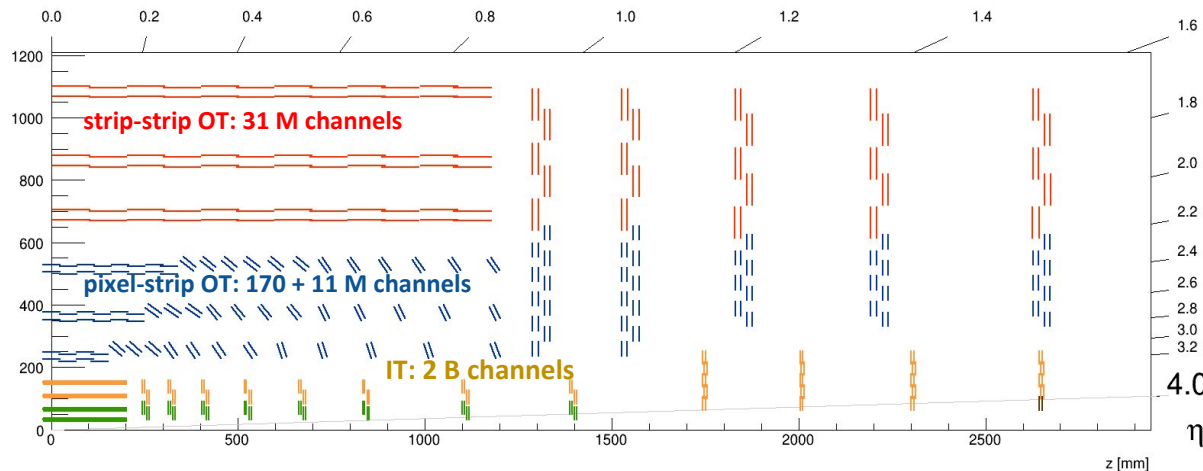 0.0 0.2 0.4 0.6 0.8 1.0 1.2 1.4 1.6
1200
1.8
strip-strip OT: 31 M channels
1000
2.0
800
2.2
600
2.4
pixel-strip OT: 170 + 11 M channels
2.6
400
2.8
3.0
3.2
IT: 2 B channels
200
4.0
0
0 500 1000 1500 2000 2500
η
z [mm]